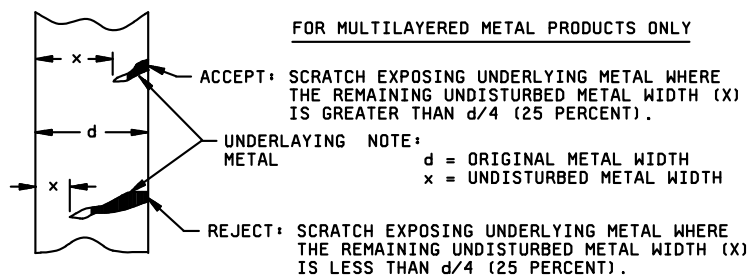 FOR MULTILAYERED METAL PRODUCTS ONLY
x
ACCEPT: SCRATCH EXPOSING UNDERLYING METAL WHERE
THE REMAINING UNDISTURBED METAL WIDTH (X)
IS GREATER THAN d/4 (25 PERCENT).
d
UNDERLAYING
METAL
NOTE:
d = ORIGINAL METAL WIDTH
x = UNDISTURBED METAL WIDTH
x
REJECT: SCRATCH EXPOSING UNDERLYING METAL WHERE
THE REMAINING UNDISTURBED METAL WIDTH (X)
IS LESS THAN d/4 (25 PERCENT).